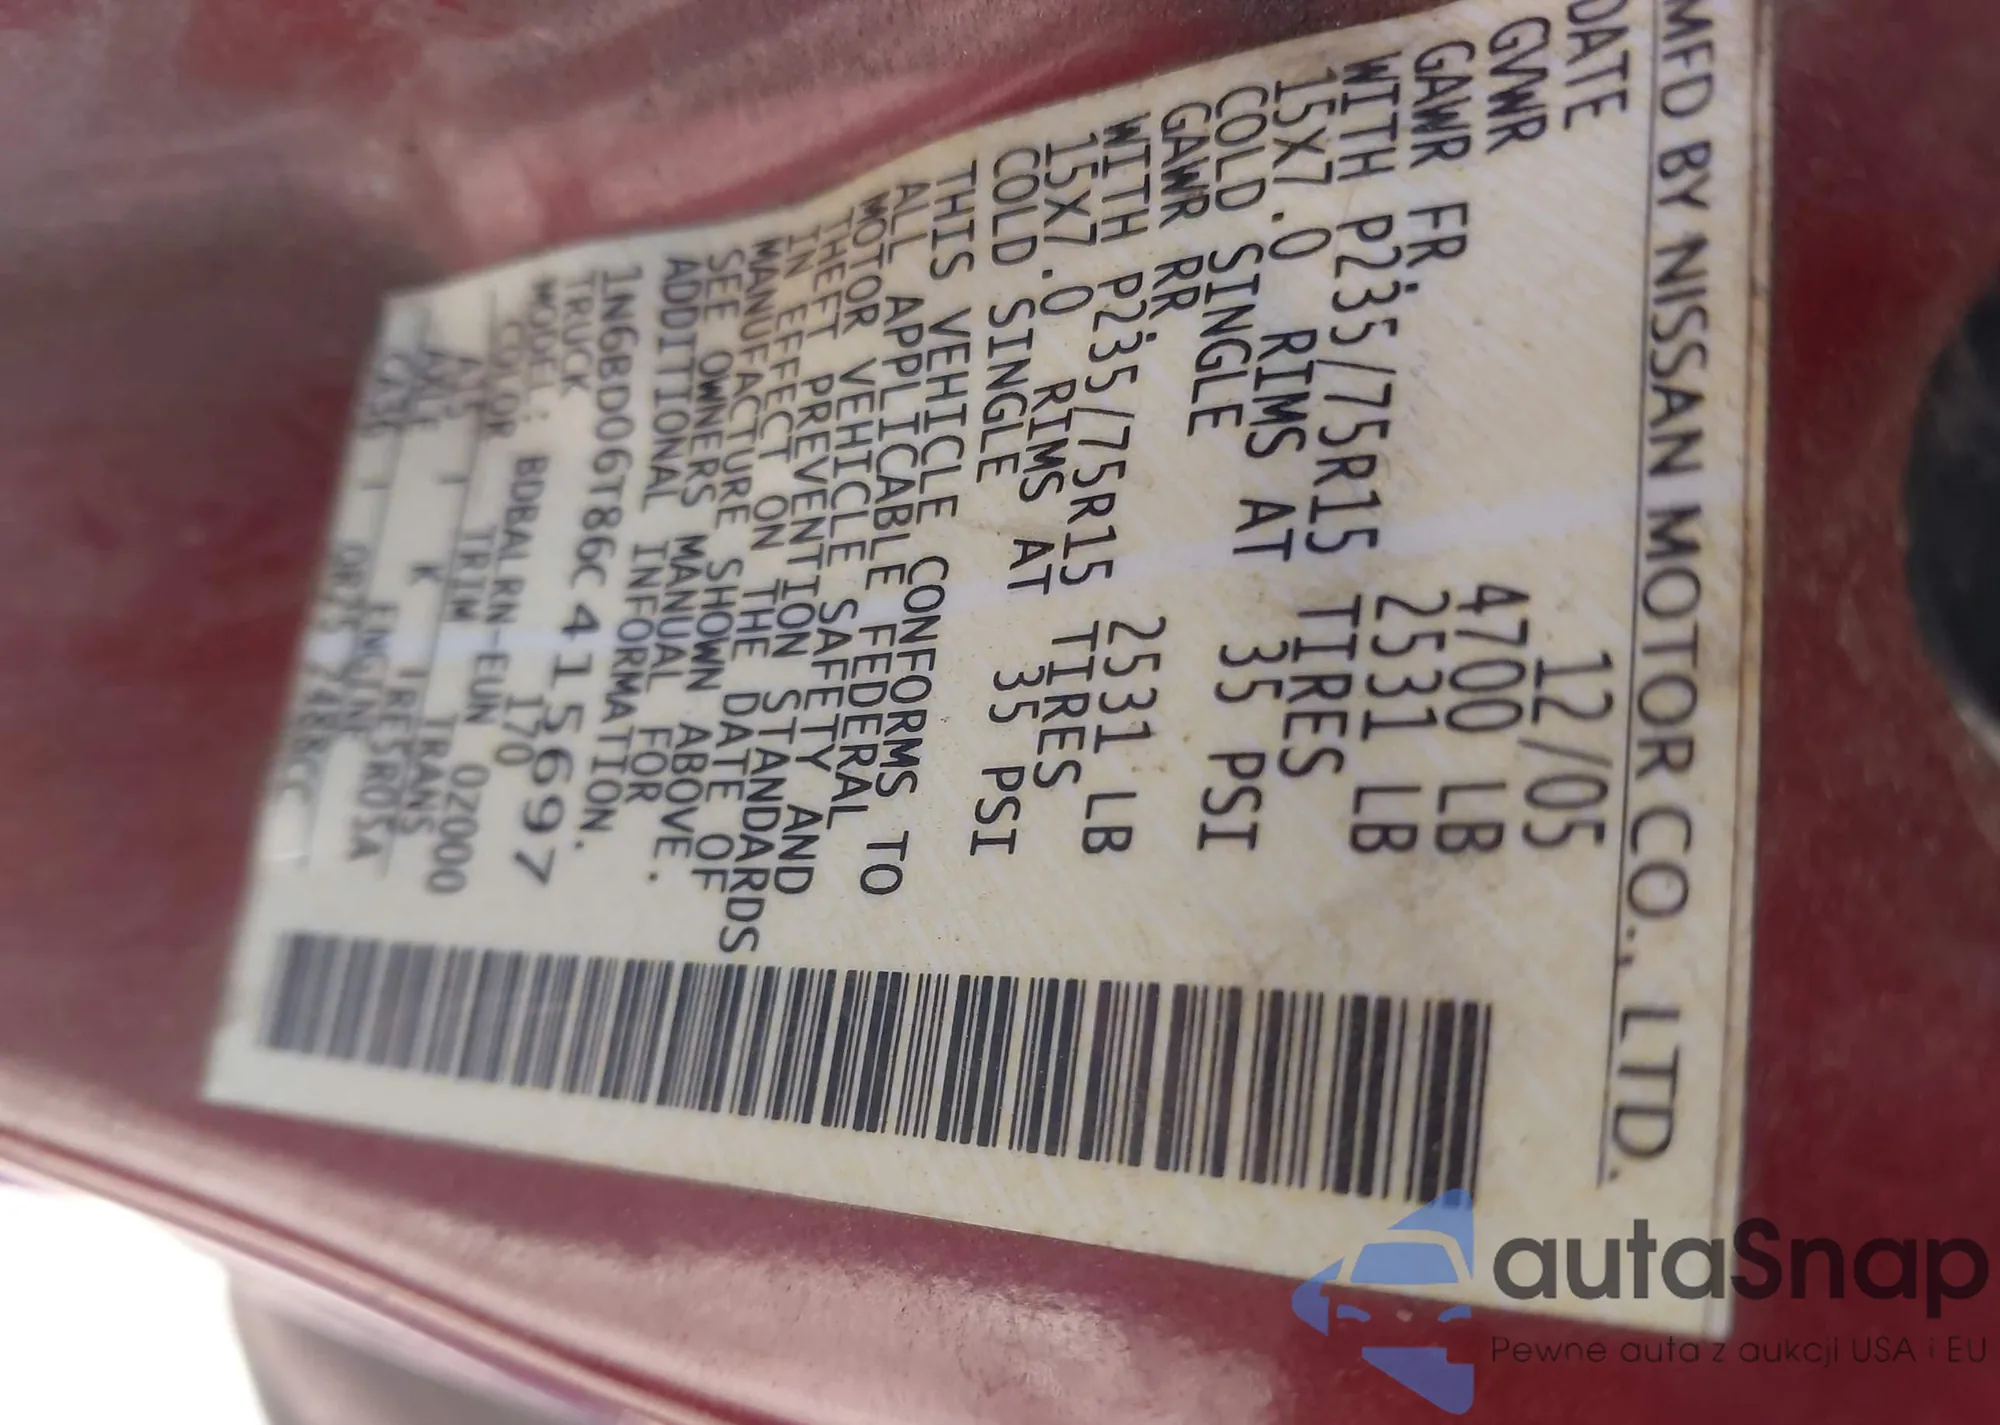 MFD BY NISSAN MOTOR CO., LTD.
DATE 12/05
GVWR 4700 LB
GAWR FR 2531 LB
WITH P235/75R15 TIRES
15X7.0 RIMS AT 35 PSI
COLD SINGLE
GAWR RR 2531 LB
WITH P235/75R15 TIRES
15X7.0 RIMS AT 35 PSI
COLD SINGLE
THIS VEHICLE CONFORMS TO
ALL APPLICABLE FEDERAL
MOTOR VEHICLE SAFETY AND
THEFT PREVENTION STANDARDS
IN EFFECT ON THE DATE OF
MANUFACTURE SHOWN ABOVE.
SEE OWNERS MANUAL FOR
ADDITIONAL INFORMATION.
1N6BD06T86C415697
TRUCK
MODEL: BDBALRN-EUN 02000
COLOR TRIM 170 TRANS
K
AXLE ENGINE
autaSnap
Pewne auta z aukcji USA i EU